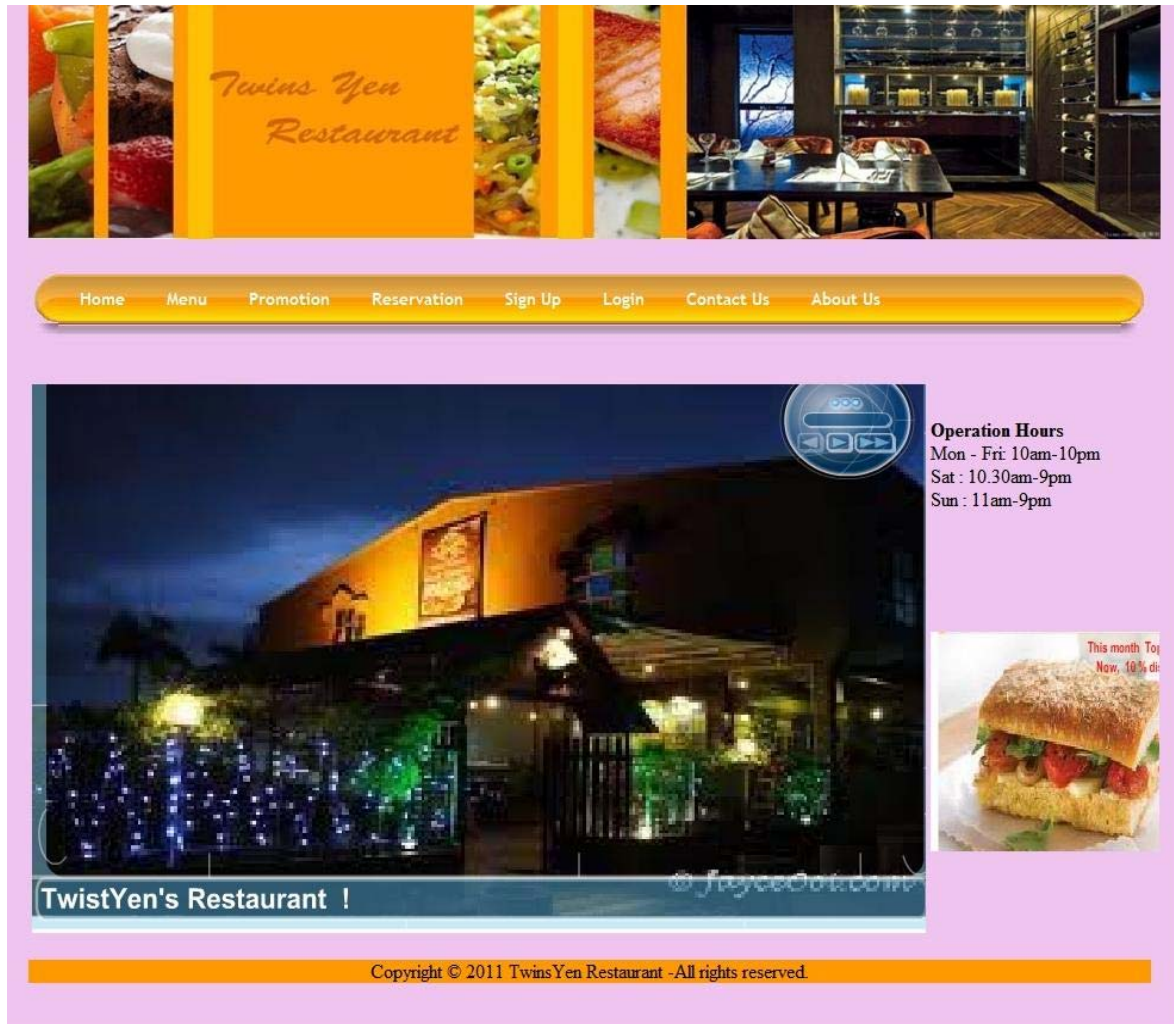 Twins Yen
Restaurant
Home Menu Promotion Reservation Sign Up Login Contact Us About Us
Operation Hours
Mon - Fri: 10am-10pm
Sat : 10.30am-9pm
Sun : 11am-9pm
This month To
Now, 10% di
TwistYen's Restaurant !
Copyright © 2011 TwinsYen Restaurant -All rights reserved.